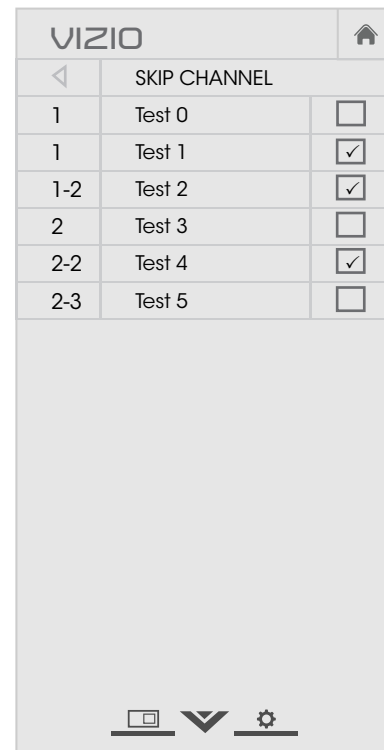 VIZIO
SKIP CHANNEL
1 Test 0
1 Test 1
1-2 Test 2
2 Test 3
2-2 Test 4
2-3 Test 5